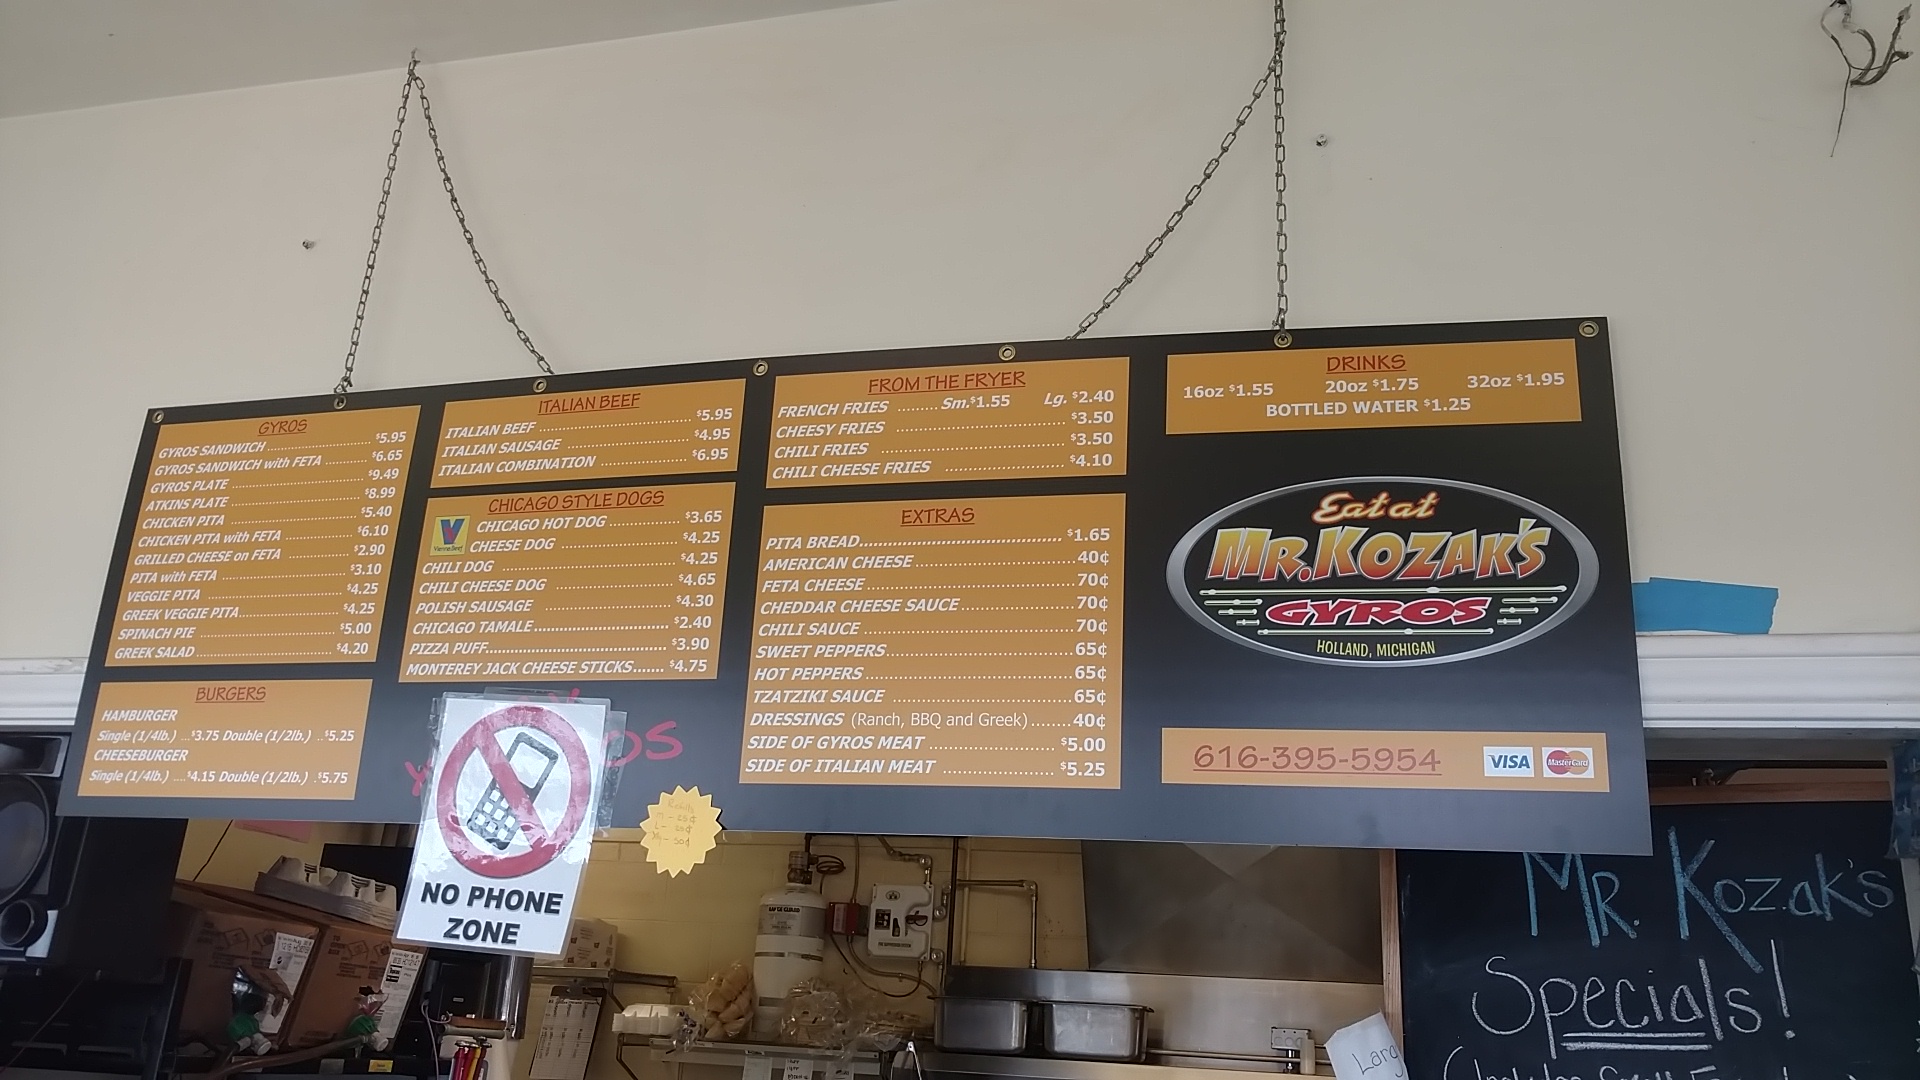 GYROS
GYROS SANDWICH ........ $5.95
GYROS SANDWICH with FETA ........ $6.65
GYROS PLATE ........ $9.49
ATKINS PLATE ........ $8.99
CHICKEN PITA ........ $5.40
CHICKEN PITA with FETA ........ $6.10
GRILLED CHEESE on FETA ........ $2.90
PITA with FETA ........ $3.10
VEGGIE PITA ........ $4.25
GREEK VEGGIE PITA ........ $4.25
SPINACH PIE ........ $5.00
GREEK SALAD ........ $4.20
BURGERS
HAMBURGER
Single (1/4lb.) ...$3.75 Double (1/2lb.) ..$5.25
CHEESEBURGER
Single (1/4lb.) ....$4.15 Double (1/2lb.) .$5.75
ITALIAN BEEF
ITALIAN BEEF ........ $5.95
ITALIAN SAUSAGE ........ $4.95
ITALIAN COMBINATION ........ $6.95
CHICAGO STYLE DOGS
Vienna Beef
CHICAGO HOT DOG ........ $3.65
CHEESE DOG ........ $4.25
CHILI DOG ........ $4.25
CHILI CHEESE DOG ........ $4.65
POLISH SAUSAGE ........ $4.30
CHICAGO TAMALE ........ $2.40
PIZZA PUFF ........ $3.90
MONTEREY JACK CHEESE STICKS ....... $4.75
FROM THE FRYER
FRENCH FRIES ......... Sm.$1.55 Lg. $2.40
CHEESY FRIES ........ $3.50
CHILI FRIES ........ $3.50
CHILI CHEESE FRIES ........ $4.10
EXTRAS
PITA BREAD ........ $1.65
AMERICAN CHEESE ........ 40¢
FETA CHEESE ........ 70¢
CHEDDAR CHEESE SAUCE ........ 70¢
CHILI SAUCE ........ 70¢
SWEET PEPPERS ........ 65¢
HOT PEPPERS ........ 65¢
TZATZIKI SAUCE ........ 65¢
DRESSINGS (Ranch, BBQ and Greek) ....... 40¢
SIDE OF GYROS MEAT ........ $5.00
SIDE OF ITALIAN MEAT ........ $5.25
DRINKS
16oz $1.55 20oz $1.75 32oz $1.95
BOTTLED WATER $1.25
Eat at
MR. KOZAK'S
GYROS
HOLLAND, MICHIGAN
616-395-5954
VISA
MasterCard
NO PHONE
ZONE
MR. Kozak's
Specials!
Larg